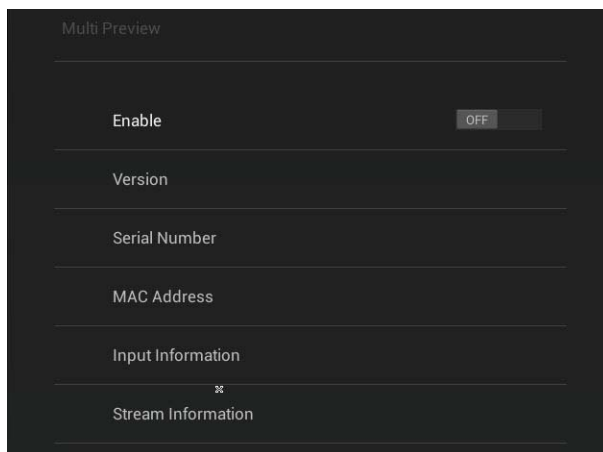 Multi Preview
Enable OFF
Version
Serial Number
MAC Address
Input Information
Stream Information